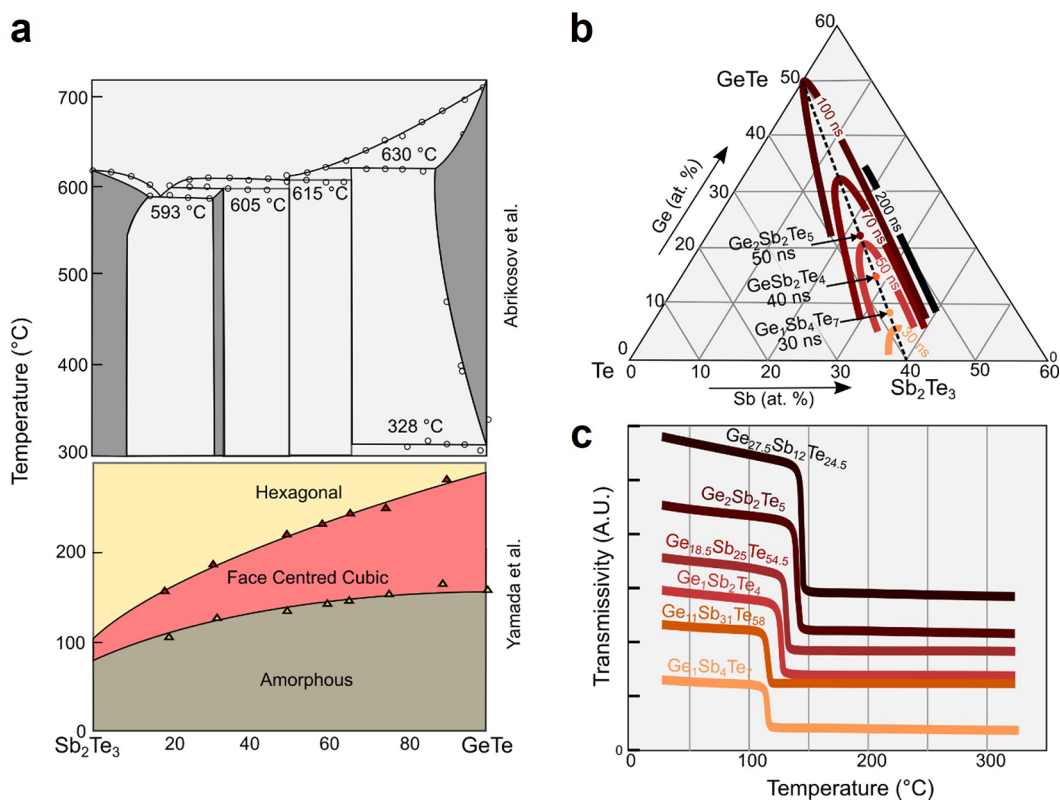 a
Temperature (°C)
700
600
500
400
300
593 °C
605 °C
615 °C
630 °C
328 °C
Abrikosov et al.
200
100
0
Hexagonal
Face Centred Cubic
Amorphous
Yamada et al.
Sb₂Te₃
20
40
60
80
GeTe
b
60
GeTe
50
40
30
20
10
0
Ge (at. %)
100 ns
200 ns
70 ns
50 ns
30 ns
Ge₂Sb₂Te₅
50 ns
GeSb₂Te₄
40 ns
Ge₁Sb₄Te₇
30 ns
0
10
20
30
40
50
60
Te
Sb (at. %)
Sb₂Te₃
c
Transmissivity (A.U.)
Ge₂₇.₅Sb₁₂Te₂₄.₅
Ge₂Sb₂Te₅
Ge₁₈.₅Sb₂₅Te₅₄.₅
Ge₁Sb₂Te₄
Ge₁₁Sb₃₁Te₅₈
Ge₁Sb₄Te₇
0
0
100
200
300
Temperature (°C)